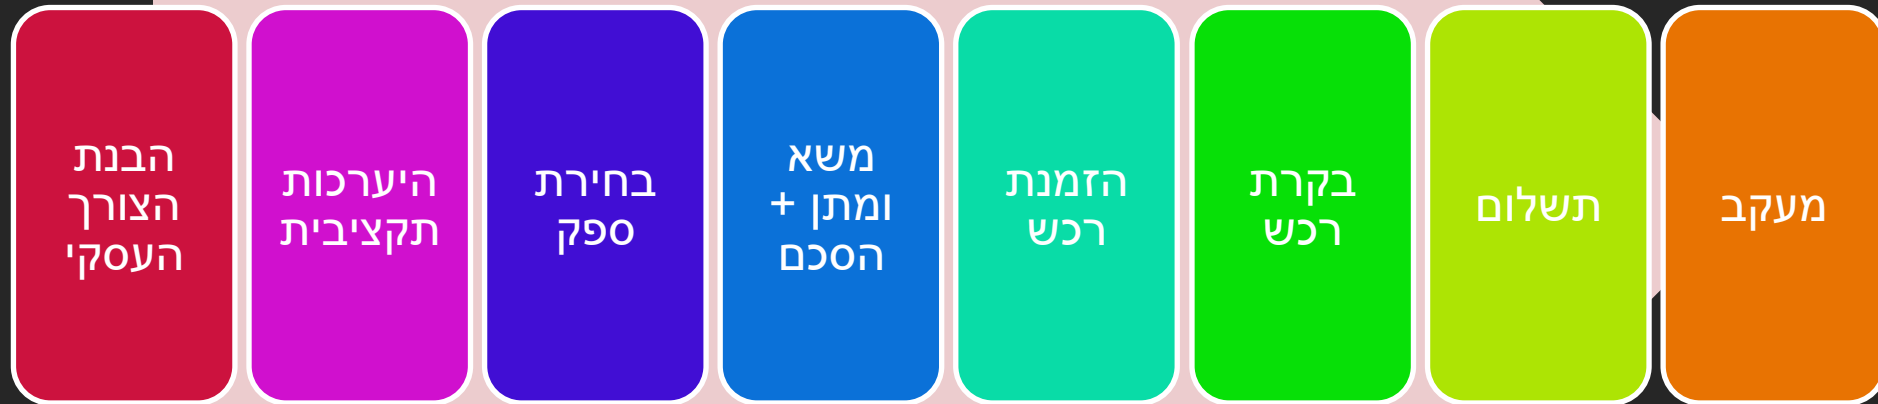 הבנת
הצורך
העסקי
היערכות
תקציבית
בחירת
ספק
משא
ומתן +
הסכם
הזמנת
רכש
בקרת
רכש
תשלום
מעקב